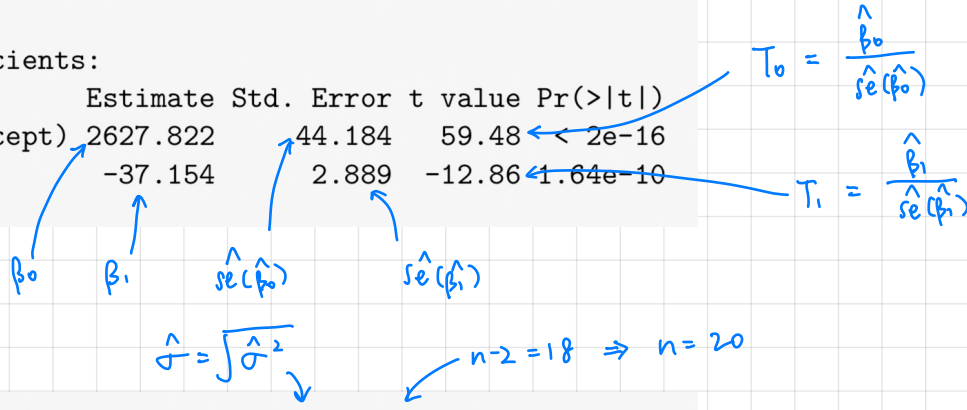 cients:
Estimate Std. Error t value Pr(>|t|)
cept) 2627.822 44.184 59.48 < 2e-16
-37.154 2.889 -12.86 1.64e-10
T₀ = β̂₀ / ŝe(β̂₀)
T₁ = β̂₁ / ŝe(β̂₁)
β₀ β₁ ŝe(β̂₀) ŝe(β̂₁)
σ̂ = √σ̂² n-2 = 18 ⇒ n = 20